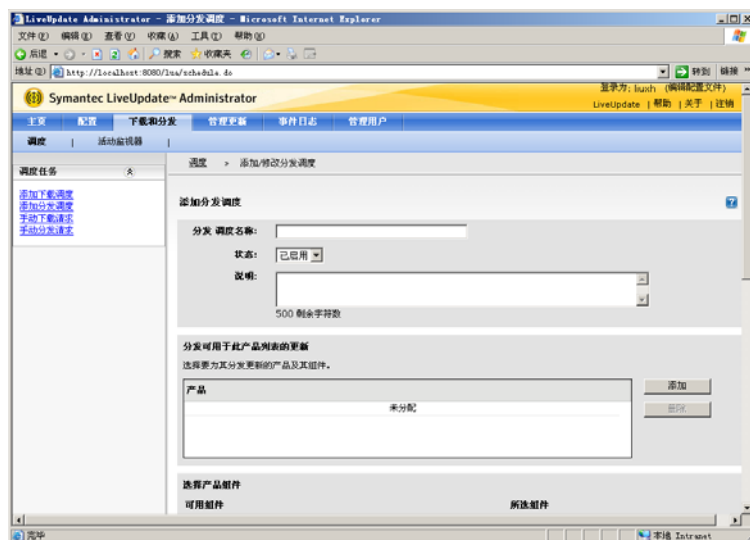 LiveUpdate Administrator - 添加分发调度 - Microsoft Internet Explorer
文件(F) 编辑(E) 查看(V) 收藏(A) 工具(T) 帮助(H)
后退 搜索 收藏夹
地址(D) http://localhost:8080/lua/schedule.do 转到 链接 »
登录为: liuxh (编辑配置文件)
Symantec LiveUpdate™ Administrator
LiveUpdate | 帮助 | 关于 | 注销
主页 配置 下载和分发 管理更新 事件日志 管理用户
调度 | 活动监视器 |
调度任务
添加下载调度
添加分发调度
手动下载请求
手动分发请求
调度 > 添加/修改分发调度
添加分发调度
?
分发 调度名称:
状态: 已启用
说明:
500 剩余字符数
分发可用于此产品列表的更新
选择要为其分发更新的产品及其组件。
产品
未分配
添加
删除
选择产品组件
可用组件 所选组件
完毕 本地 Intranet